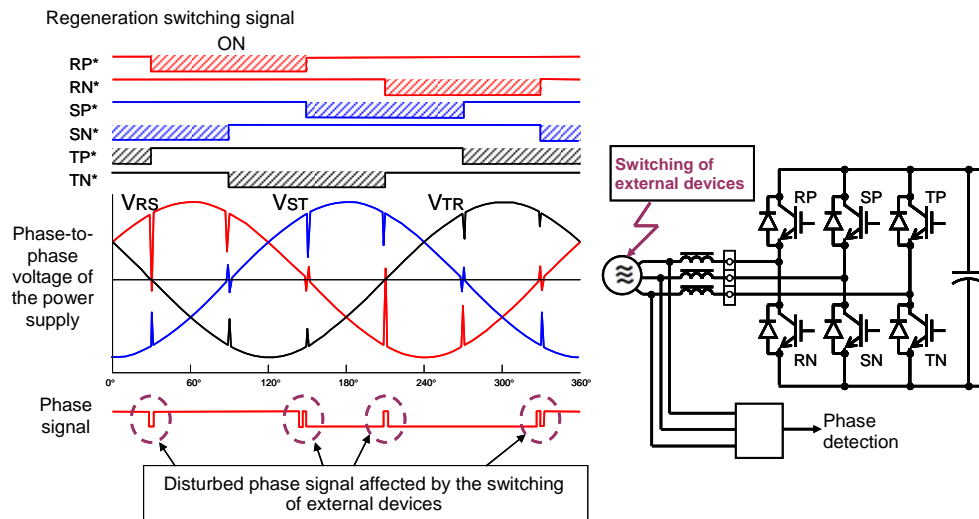 Regeneration switching signal
ON
RP*
RN*
SP*
SN*
TP*
TN*
VRS
VST
VTR
Phase-to-
phase
voltage of
the power
supply
0°
60°
120°
180°
240°
300°
360°
Phase
signal
Disturbed phase signal affected by the switching
of external devices
Switching of
external devices
RP
SP
TP
≈
RN
SN
TN
Phase
detection